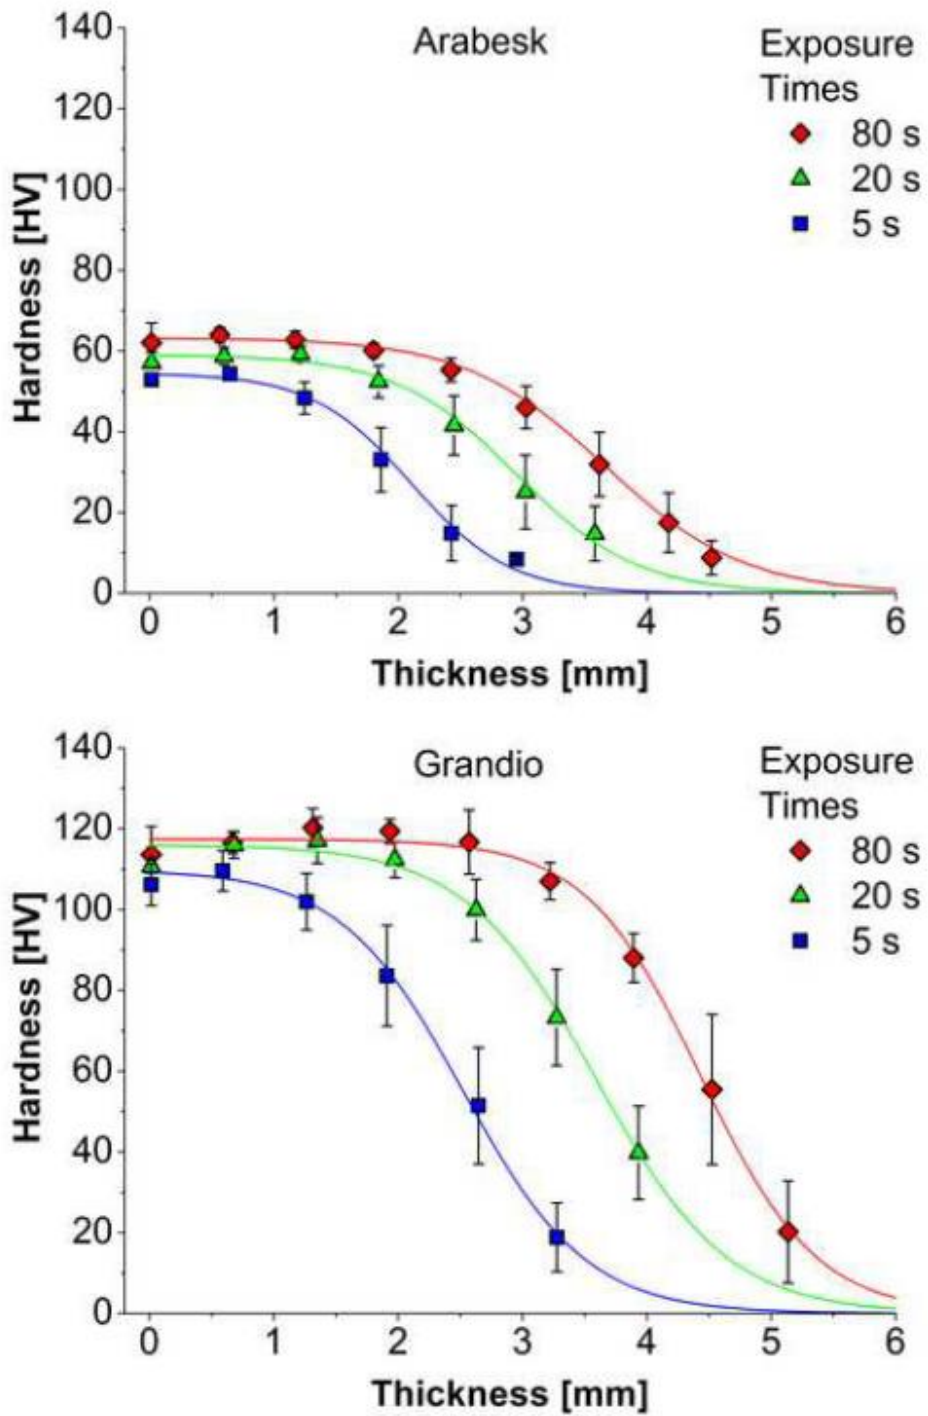 Arabesk
Exposure
Times
80 s
20 s
5 s
140
120
100
80
60
40
20
0
Hardness [HV]
0 1 2 3 4 5 6
Thickness [mm]
Grandio
Exposure
Times
80 s
20 s
5 s
140
120
100
80
60
40
20
0
Hardness [HV]
0 1 2 3 4 5 6
Thickness [mm]